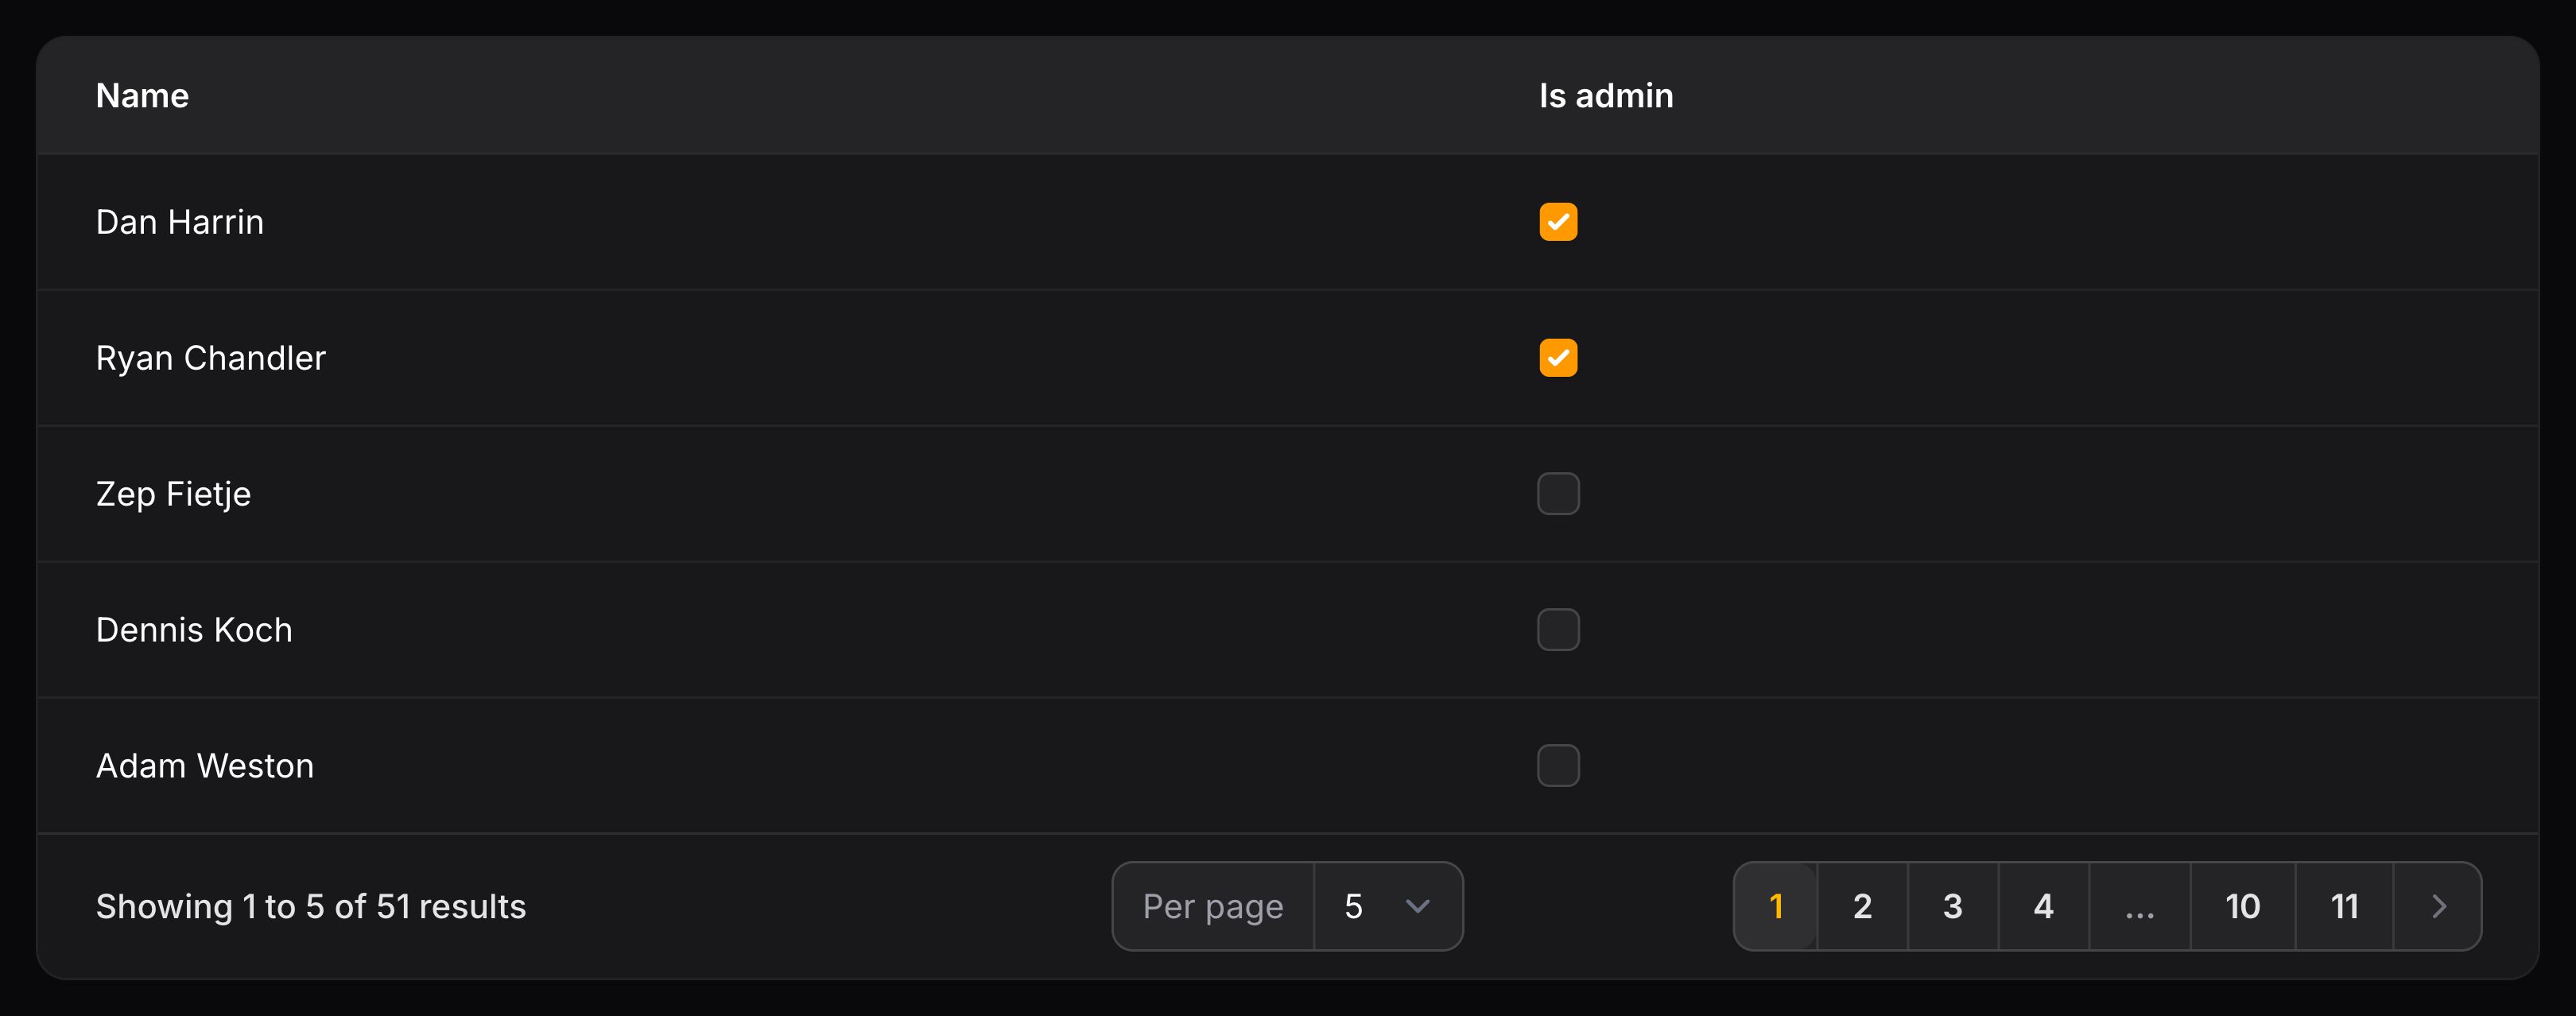 Name Is admin
Dan Harrin
Ryan Chandler
Zep Fietje
Dennis Koch
Adam Weston
Showing 1 to 5 of 51 results Per page 5 1 2 3 4 ... 10 11